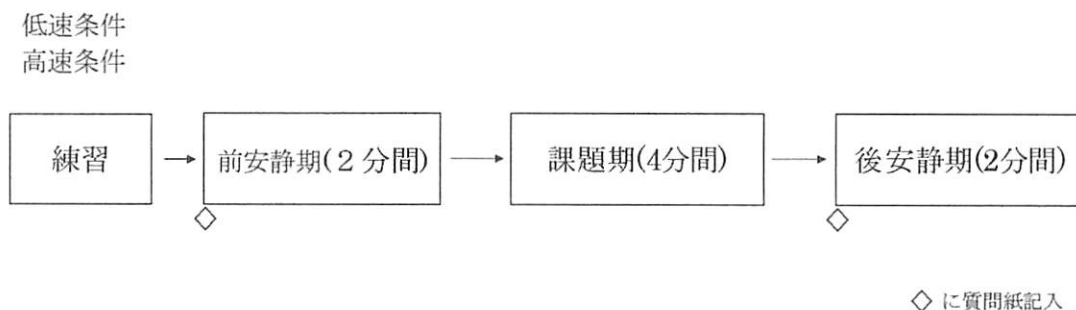 低速条件
高速条件
練習
前安静期(２分間)
課題期(4分間)
後安静期(2分間)
◇ に質問紙記入